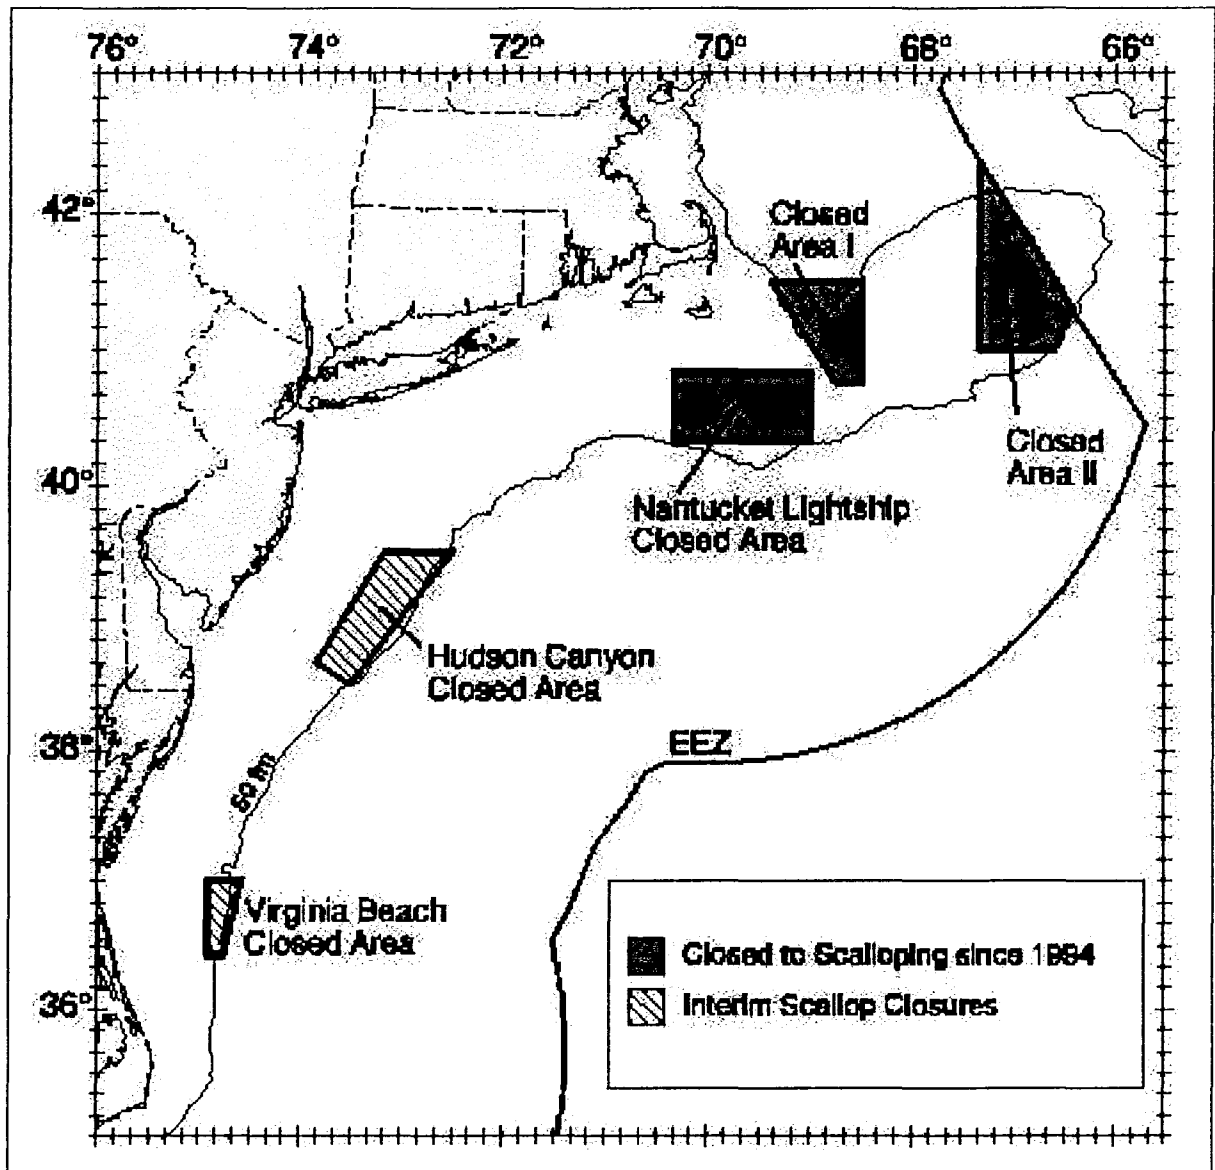 76° 74° 72° 70° 68° 66°
42°
40°
38°
36°
Closed
Area I
Closed
Area II
Nantucket Lightship
Closed Area
Hudson Canyon
Closed Area
EEZ
50 fm
Virginia Beach
Closed Area
Closed to Scalloping since 1994
Interim Scallop Closures